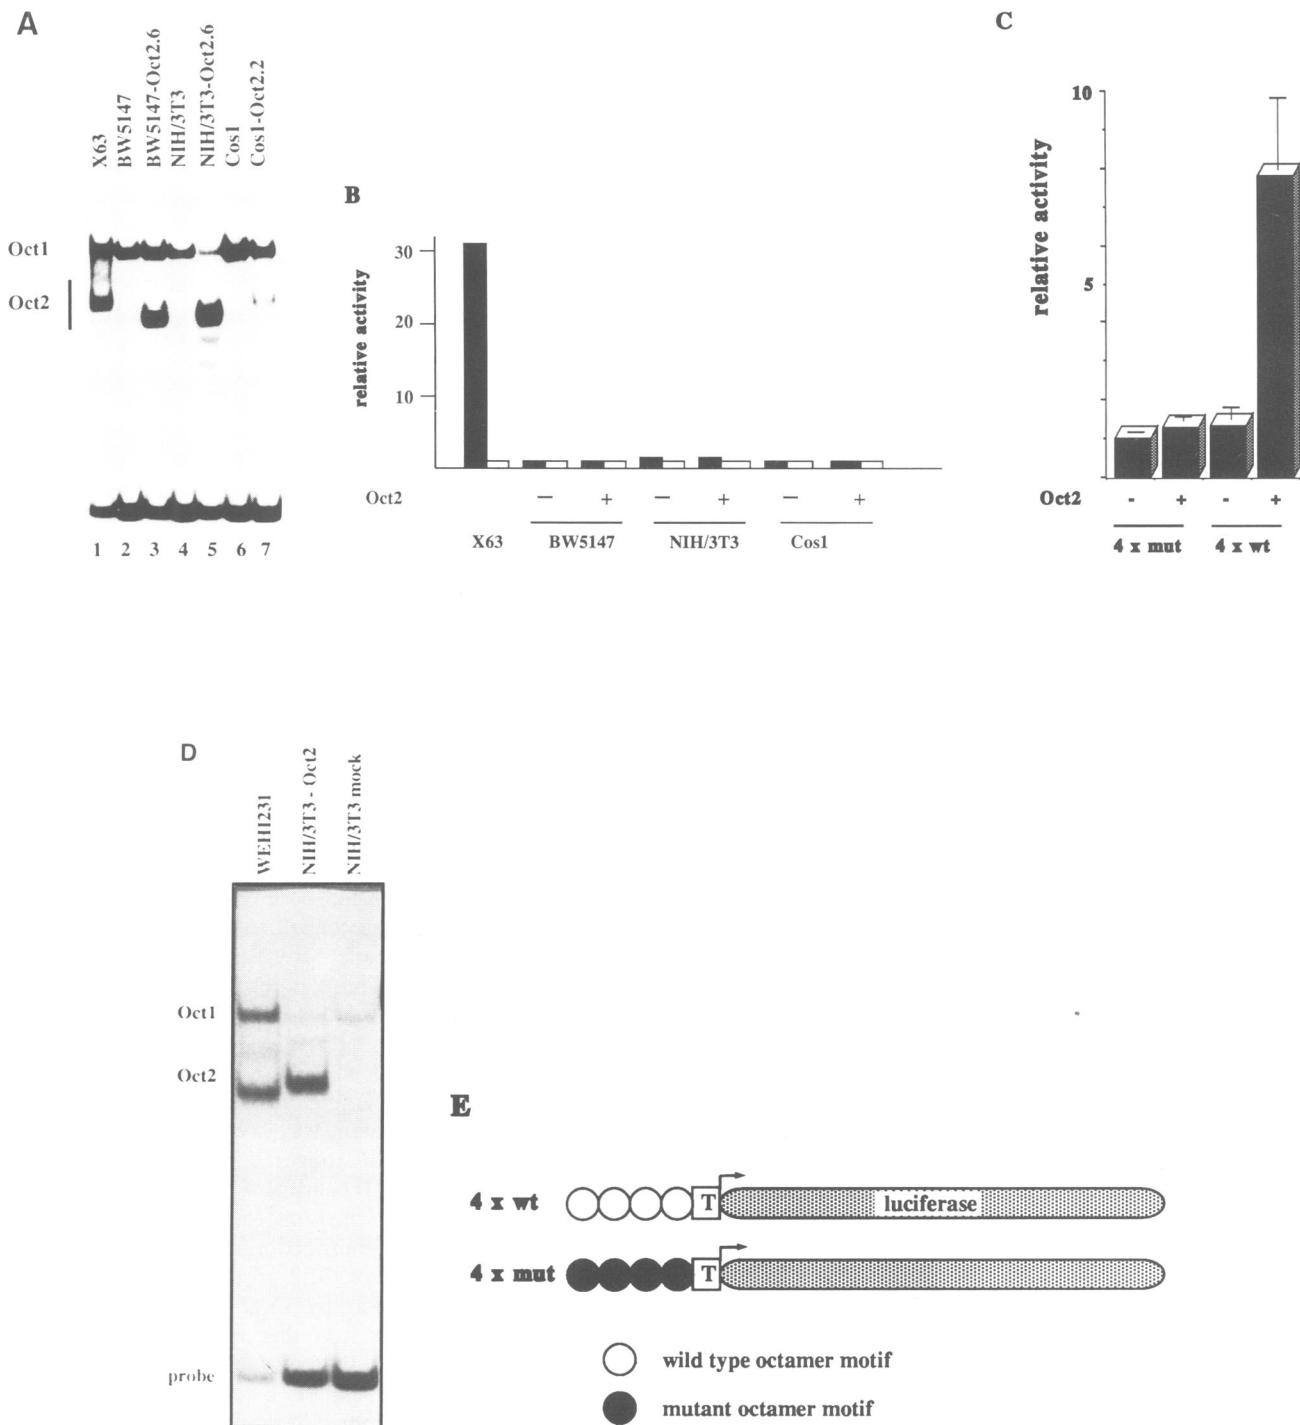 A
X63
BW5147
BW5147-Oct2.6
NIH/3T3
NIH/3T3-Oct2.6
Cos1
Cos1-Oct2.2
Oct1
Oct2
1 2 3 4 5 6 7
B
relative activity
30
20
10
Oct2 — + — + — +
X63 BW5147 NIH/3T3 Cos1
C
relative activity
10
5
Oct2 - + - +
4 x mut 4 x wt
D
WEHI231
NIH/3T3 - Oct2
NIH/3T3 mock
Oct1
Oct2
probe
E
4 x wt T luciferase
4 x mut T
wild type octamer motif
mutant octamer motif